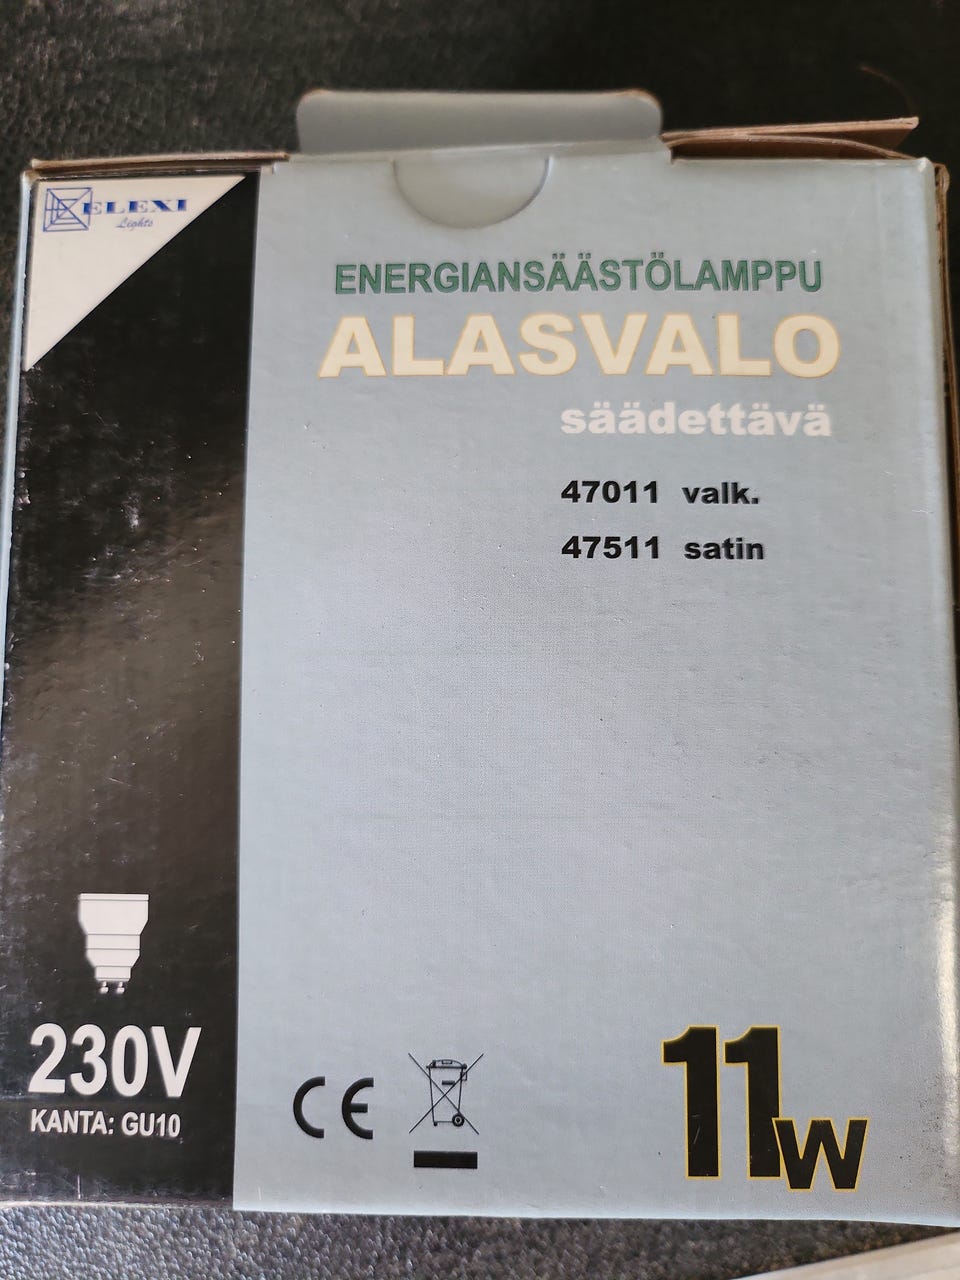 ELEXI
Lights
ENERGIANSÄÄSTÖLAMPPU
ALASVALO
säädettävä
47011 valk.
47511 satin
230V
KANTA: GU10
CE
11W